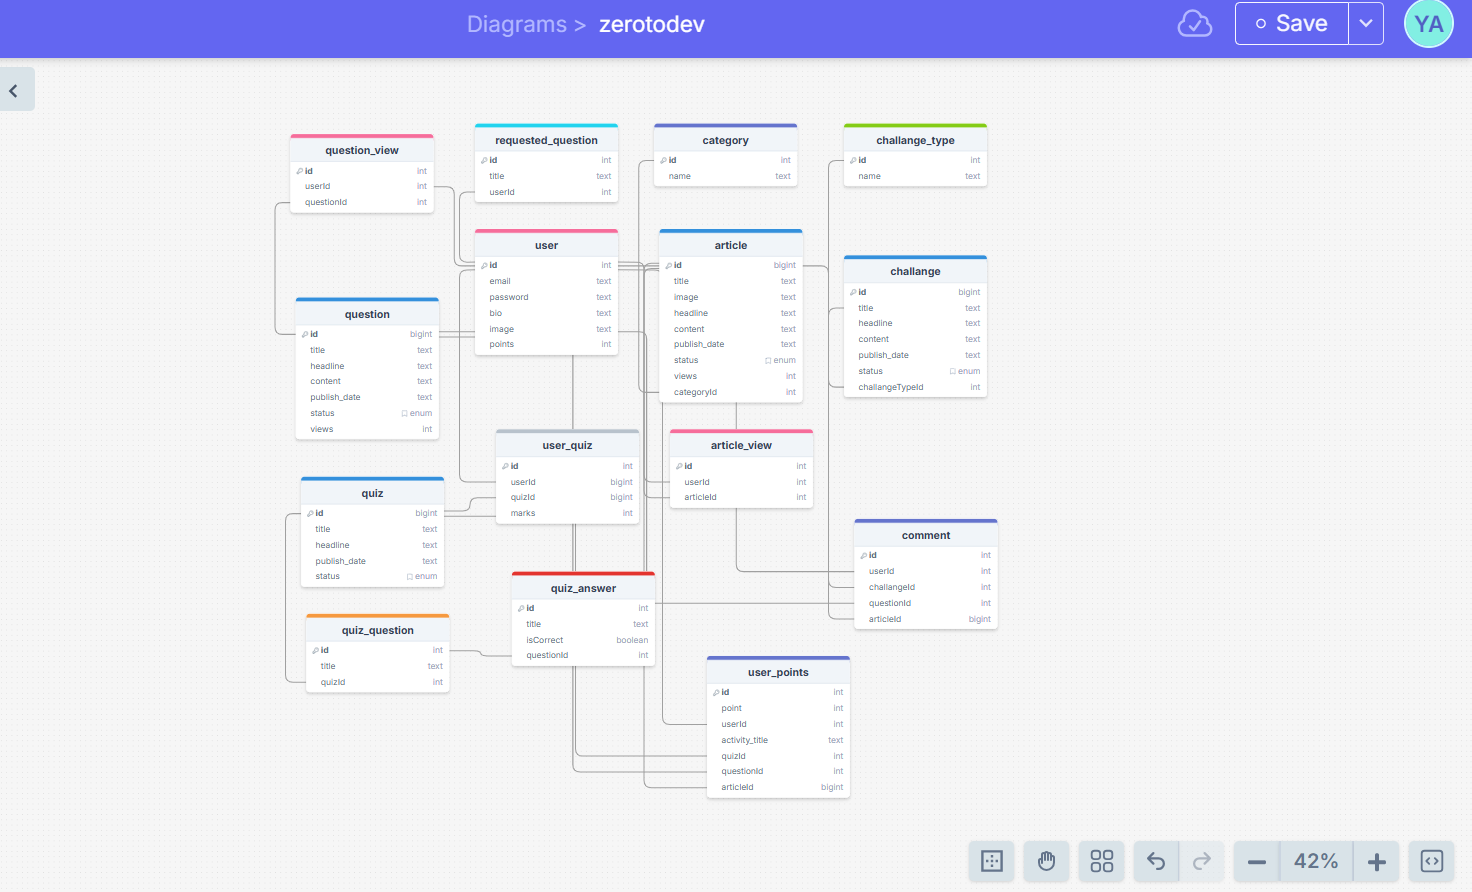 Diagrams > zerotodev
Save
YA
question_view
id int
userId int
questionId int
requested_question
id int
title text
userId int
category
id int
name text
challange_type
id int
name text
user
id int
email text
password text
bio text
image text
points int
article
id bigint
title text
image text
headline text
content text
publish_date text
status enum
views int
categoryId int
challange
id bigint
title text
headline text
content text
publish_date text
status enum
challangeTypeId int
question
id bigint
title text
headline text
content text
publish_date text
status enum
views int
user_quiz
id int
userId bigint
quizId bigint
marks int
article_view
id int
userId int
articleId int
quiz
id bigint
title text
headline text
publish_date text
status enum
comment
id int
userId int
challangeId int
questionId int
articleId bigint
quiz_answer
id int
title text
isCorrect boolean
questionId int
quiz_question
id int
title text
quizId int
user_points
id int
point int
userId int
activity_title text
quizId int
questionId int
articleId bigint
42%